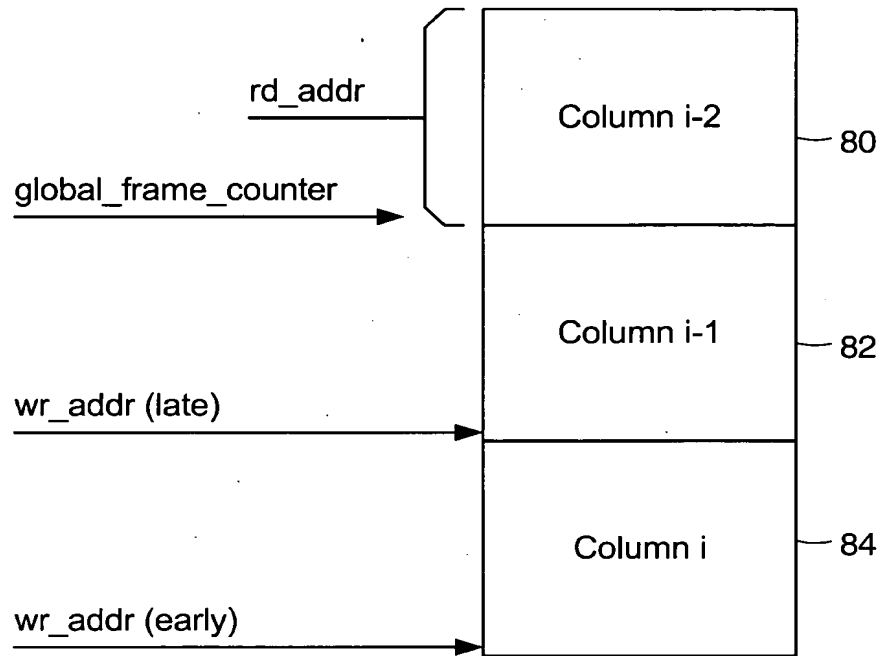 rd_addr
Column i-2
80
global_frame_counter
Column i-1
82
wr_addr (late)
Column i
84
wr_addr (early)